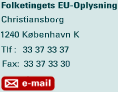 Folketingets EU-Oplysning
Christiansborg
1240 København K
Tlf : 33 37 33 37
Fax: 33 37 33 30
e-mail